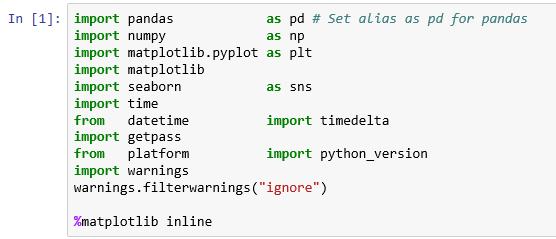 In [1]: import pandas            as pd # Set alias as pd for pandas
import numpy             as np
import matplotlib.pyplot as plt
import matplotlib
import seaborn           as sns
import time
from   datetime          import timedelta
import getpass
from   platform          import python_version
import warnings
warnings.filterwarnings("ignore")

%matplotlib inline